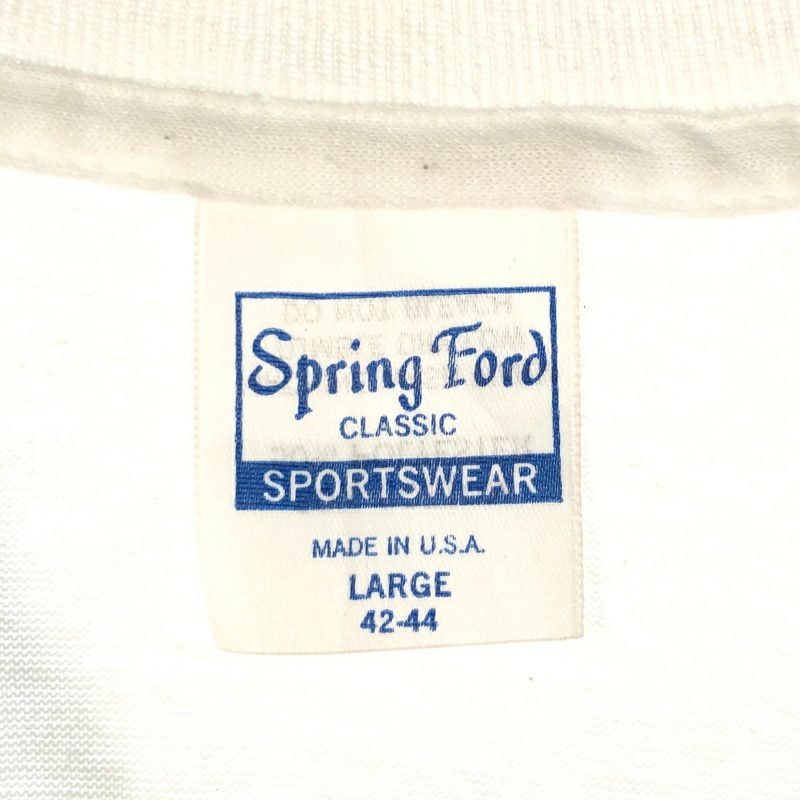 Spring Ford
CLASSIC
SPORTSWEAR
MADE IN U.S.A.
LARGE
42-44